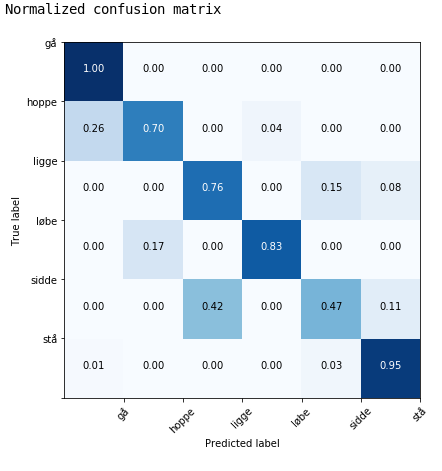 Normalized confusion matrix
gå
1.00 0.00 0.00 0.00 0.00 0.00
hoppe
0.26 0.70 0.00 0.04 0.00 0.00
ligge
0.00 0.00 0.76 0.00 0.15 0.08
løbe
0.00 0.17 0.00 0.83 0.00 0.00
sidde
0.00 0.00 0.42 0.00 0.47 0.11
stå
0.01 0.00 0.00 0.00 0.03 0.95
True label
gå hoppe ligge løbe sidde stå
Predicted label